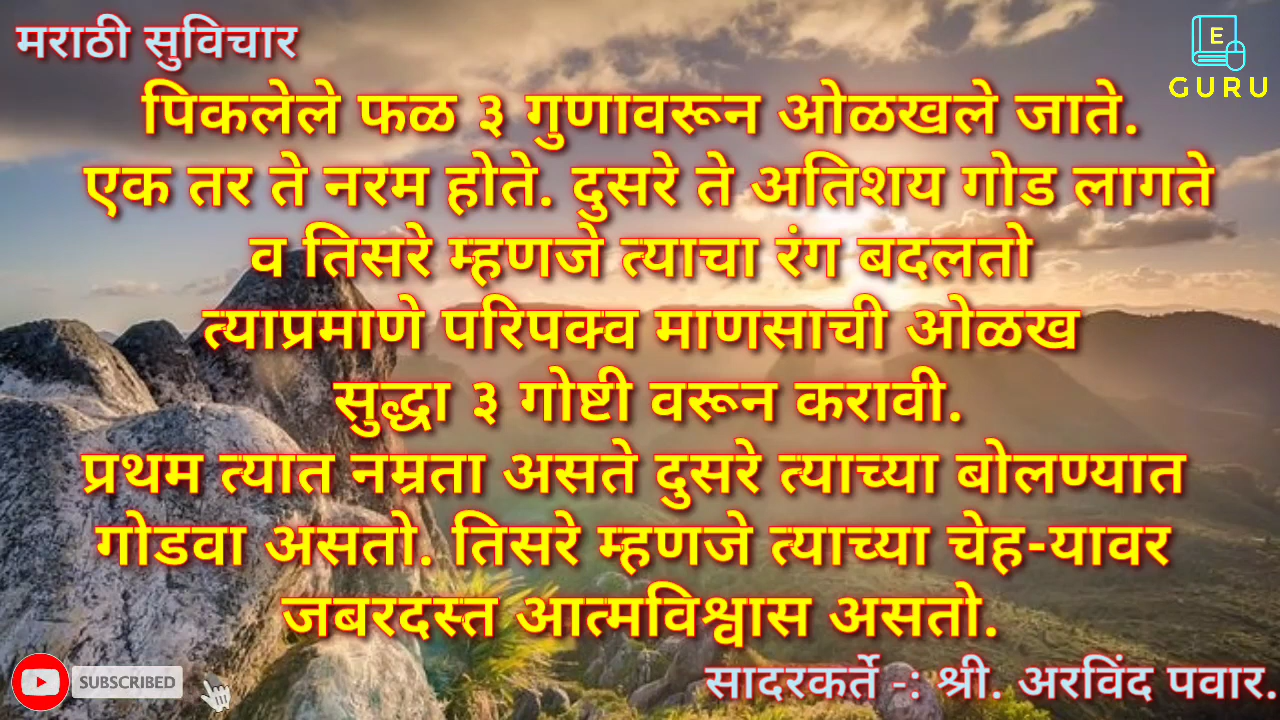 मराठी सुविचार
E
GURU
पिकलेले फळ ३ गुणावरून ओळखले जाते.
एक तर ते नरम होते. दुसरे ते अतिशय गोड लागते
व तिसरे म्हणजे त्याचा रंग बदलतो
त्याप्रमाणे परिपक्व माणसाची ओळख
सुद्धा ३ गोष्टी वरून करावी.
प्रथम त्यात नम्रता असते दुसरे त्याच्या बोलण्यात
गोडवा असतो. तिसरे म्हणजे त्याच्या चेह-यावर
जबरदस्त आत्मविश्वास असतो.
SUBSCRIBED
सादरकर्ते -: श्री. अरविंद पवार.